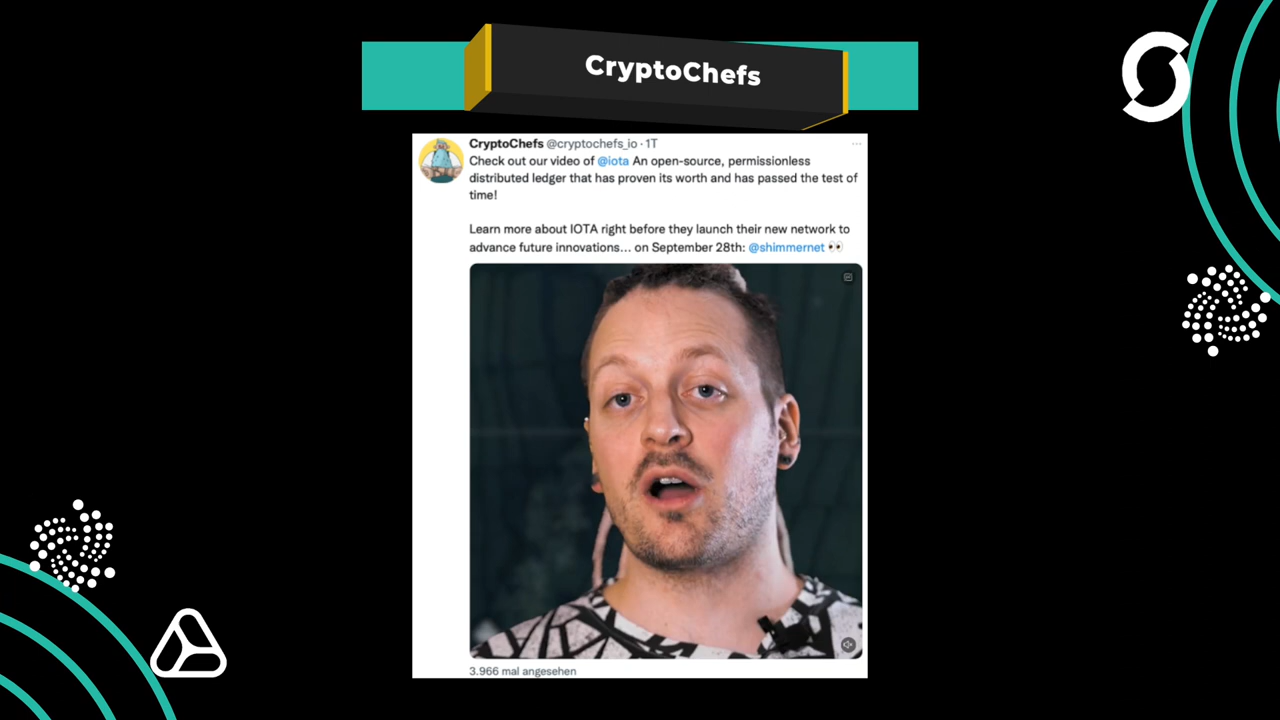 CryptoChefs
CryptoChefs @cryptochefs_io · 1T
Check out our video of @iota An open-source, permissionless
distributed ledger that has proven its worth and has passed the test of
time!
Learn more about IOTA right before they launch their new network to
advance future innovations... on September 28th: @shimmernet 👀
3.966 mal angesehen